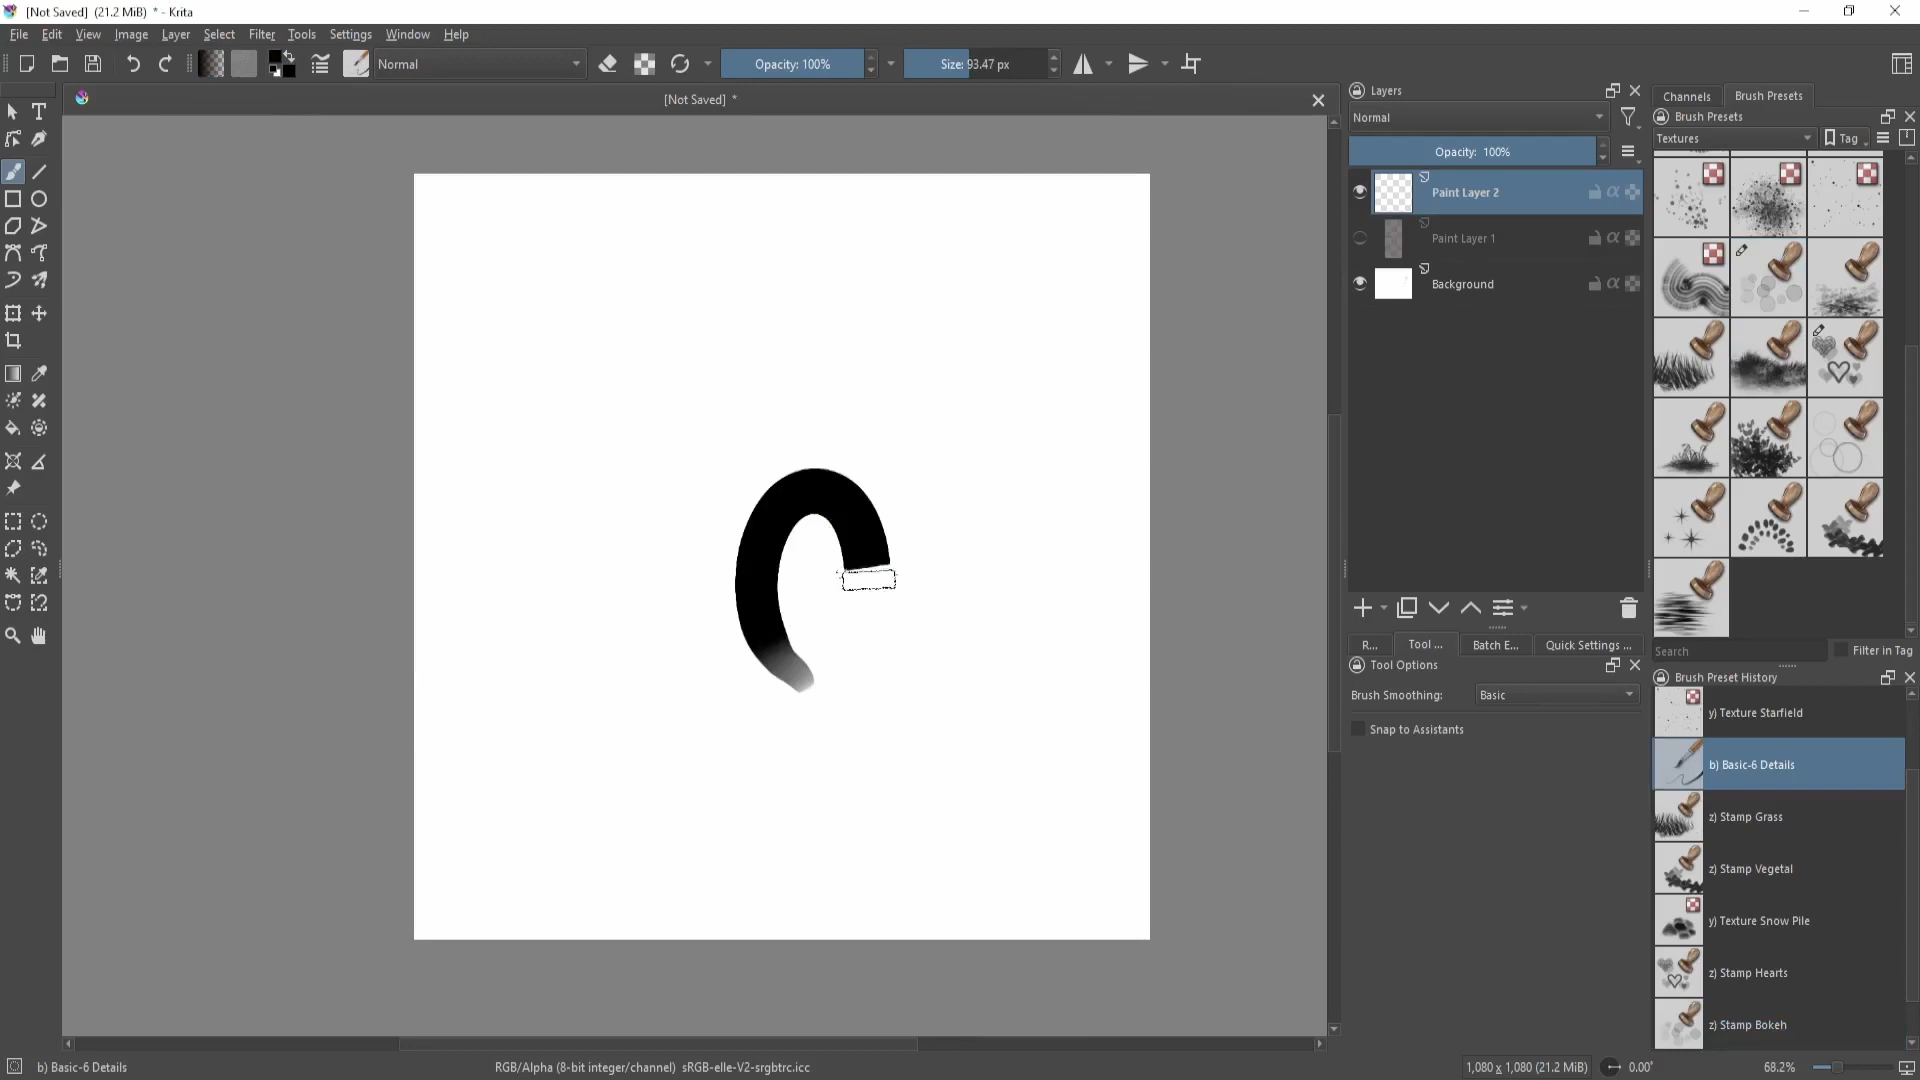 [Not Saved]  (21.2 MiB)  * - Krita
File Edit View Image Layer Select Filter Tools Settings Window Help
Normal
Opacity: 100%
Size: 93.47 px
[Not Saved]  *
Layers
Normal
Opacity:  100%
Paint Layer 2
Paint Layer 1
Background
R...
Tool ...
Batch E...
Quick Settings ...
Tool Options
Brush Smoothing:
Basic
Snap to Assistants
Channels
Brush Presets
Brush Presets
Textures
Tag
Search
Filter in Tag
Brush Preset History
y) Texture Starfield
b) Basic-6 Details
z) Stamp Grass
z) Stamp Vegetal
y) Texture Snow Pile
z) Stamp Hearts
z) Stamp Bokeh
b) Basic-6 Details
RGB/Alpha (8-bit integer/channel)  sRGB-elle-V2-srgbtrc.icc
1,080 x 1,080 (21.2 MiB)
0.00°
68.2%